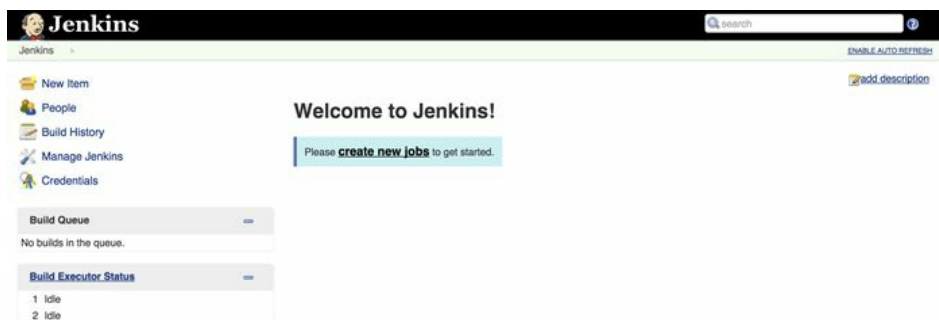 Jenkins
search
Jenkins
ENABLE AUTO REFRESH
New Item
People
Build History
Manage Jenkins
Credentials
add description
Welcome to Jenkins!
Please create new jobs to get started.
Build Queue
No builds in the queue.
Build Executor Status
1 Idle
2 Idle